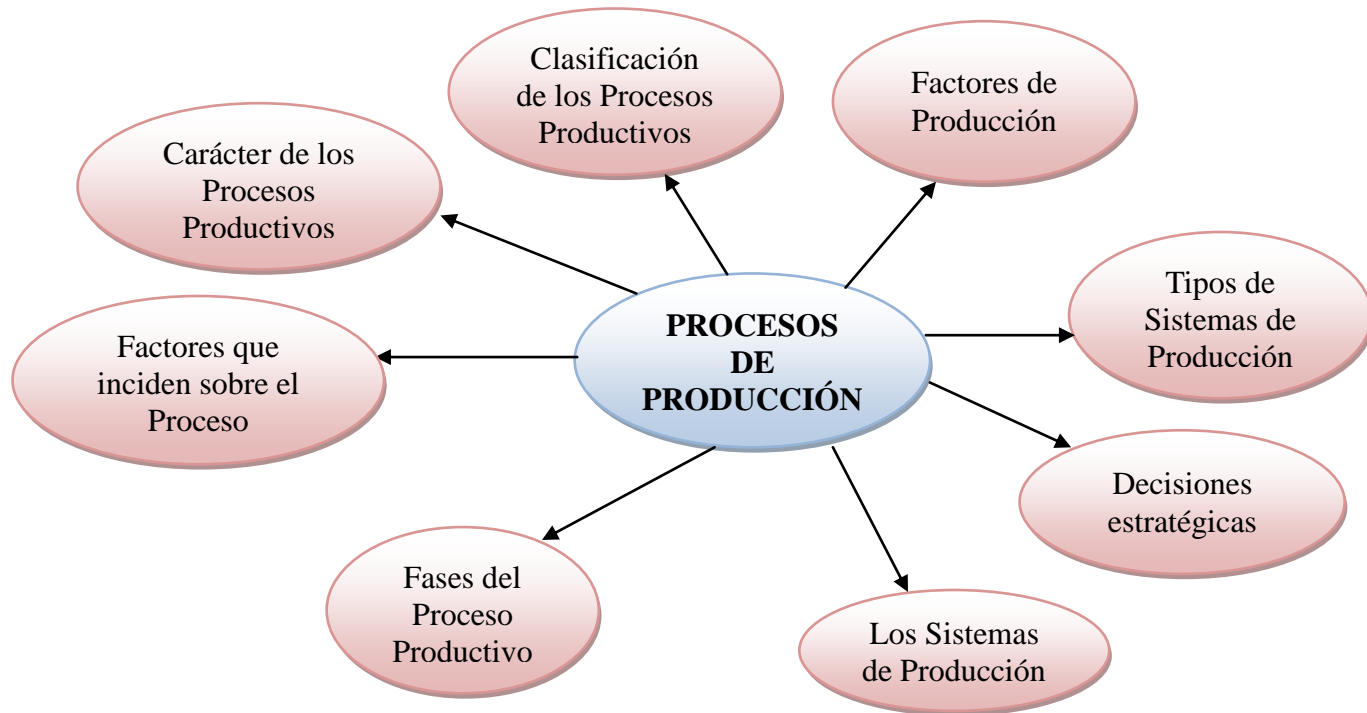 Clasificación
de los Procesos
Productivos
Factores de
Producción
Carácter de los
Procesos
Productivos
Tipos de
Sistemas de
Producción
PROCESOS
DE
PRODUCCIÓN
Factores que
inciden sobre el
Proceso
Decisiones
estratégicas
Fases del
Proceso
Productivo
Los Sistemas
de Producción